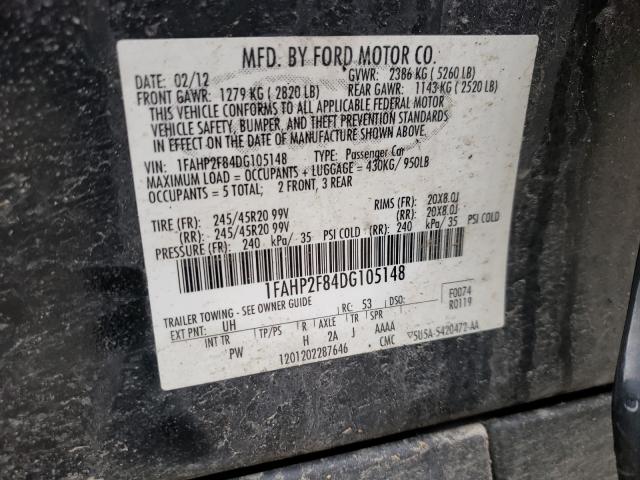 MFD. BY FORD MOTOR CO.
DATE: 02/12 GVWR: 2386 KG ( 5260 LB)
FRONT GAWR: 1279 KG ( 2820 LB) REAR GAWR: 1143 KG ( 2520 LB)
THIS VEHICLE CONFORMS TO ALL APPLICABLE FEDERAL MOTOR
VEHICLE SAFETY, BUMPER, AND THEFT PREVENTION STANDARDS
IN EFFECT ON THE DATE OF MANUFACTURE SHOWN ABOVE.
VIN: 1FAHP2F84DG105148 TYPE: Passenger Car
MAXIMUM LOAD = OCCUPANTS + LUGGAGE = 430KG/ 950LB
OCCUPANTS = 5 TOTAL; 2 FRONT, 3 REAR
TIRE (FR): 245/45R20 99V RIMS (FR): 20X8.0J
(RR): 245/45R20 99V (RR): 20X8.0J
PRESSURE (FR): 240 kPa/ 35 PSI COLD (RR): 240 kPa/ 35 PSI COLD
1FAHP2F84DG105148
TRAILER TOWING - SEE OWNER GUIDE RC: 53 DSO: F0074
R0119
EXT PNT: UH R AXLE TR SPR
INT TR TP/PS
PW H 2A J AAAA
1201202287646 CMC 5U5A-5420472-AA